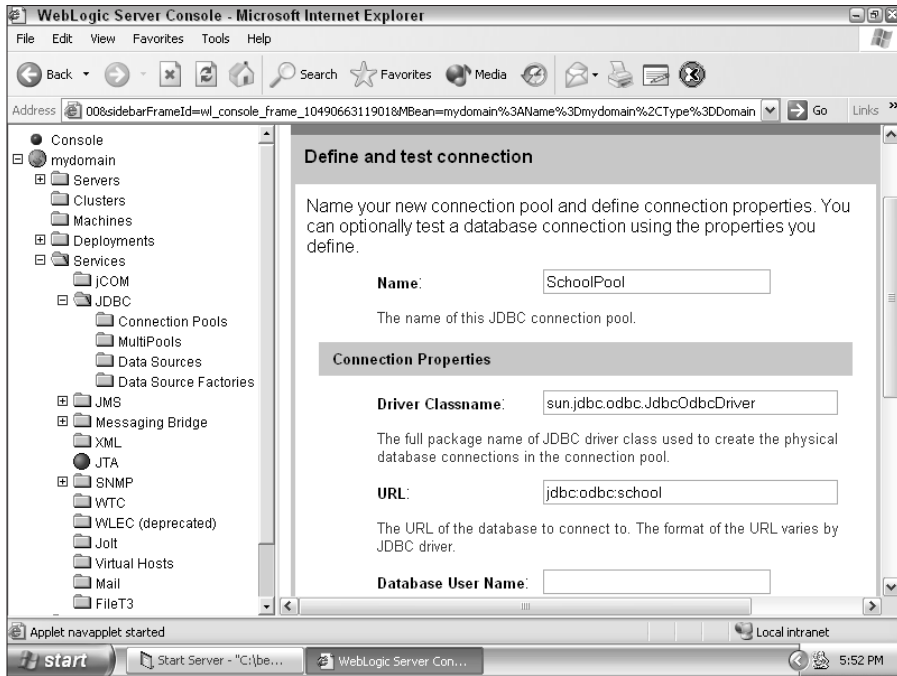 WebLogic Server Console - Microsoft Internet Explorer
File Edit View Favorites Tools Help
Back Search Favorites Media
Address 00&sidebarFrameId=wl_console_frame_1049066311901&MBean=mydomain%3AName%3Dmydomain%2CType%3DDomain Go Links »
Console
mydomain
Servers
Clusters
Machines
Deployments
Services
jCOM
JDBC
Connection Pools
MultiPools
Data Sources
Data Source Factories
JMS
Messaging Bridge
XML
JTA
SNMP
WTC
WLEC (deprecated)
Jolt
Virtual Hosts
Mail
FileT3
Define and test connection
Name your new connection pool and define connection properties. You
can optionally test a database connection using the properties you
define.
Name: SchoolPool
The name of this JDBC connection pool.
Connection Properties
Driver Classname: sun.jdbc.odbc.JdbcOdbcDriver
The full package name of JDBC driver class used to create the physical
database connections in the connection pool.
URL: jdbc:odbc:school
The URL of the database to connect to. The format of the URL varies by
JDBC driver.
Database User Name:
Applet navapplet started Local intranet
start Start Server - "C:\be... WebLogic Server Con... 5:52 PM